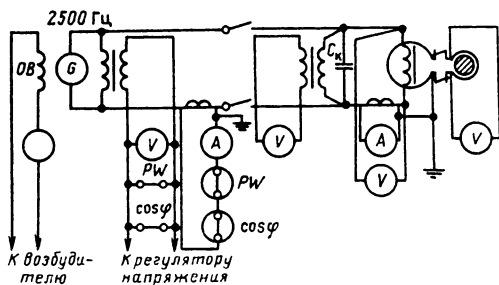 2500 Гц
ОВ
G
Cк
V
PW
cosφ
A
PW
cosφ
V
A
V
V
К возбуди-
телю
К регулятору
напряжения